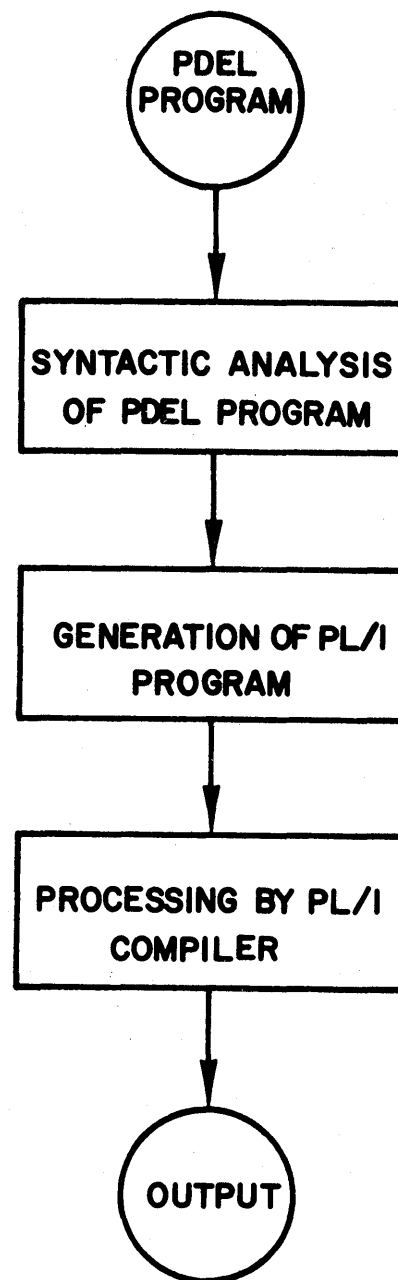 PDEL
PROGRAM
SYNTACTIC ANALYSIS
OF PDEL PROGRAM
GENERATION OF PL/I
PROGRAM
PROCESSING BY PL/I
COMPILER
OUTPUT